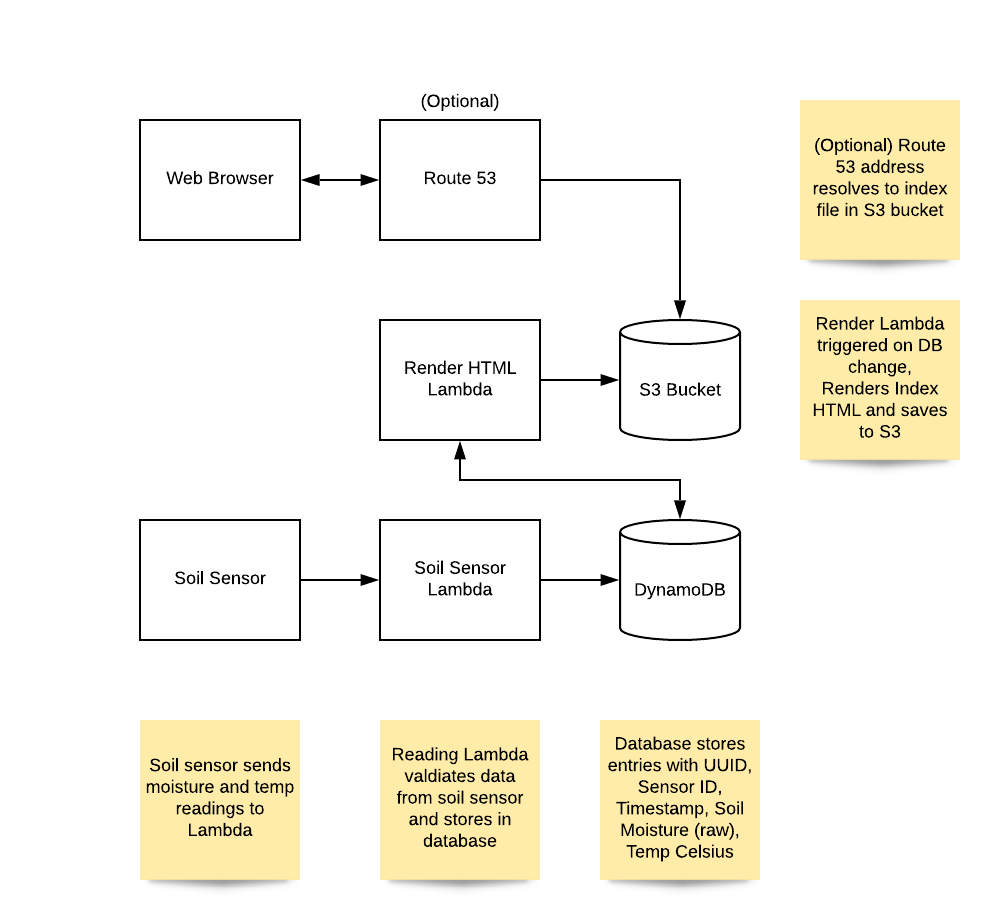 (Optional)
Web Browser
Route 53
(Optional) Route
53 address
resolves to index
file in S3 bucket
Render HTML
Lambda
S3 Bucket
Render Lambda
triggered on DB
change,
Renders Index
HTML and saves
to S3
Soil Sensor
Soil Sensor
Lambda
DynamoDB
Soil sensor sends
moisture and temp
readings to
Lambda
Reading Lambda
valdiates data
from soil sensor
and stores in
database
Database stores
entries with UUID,
Sensor ID,
Timestamp, Soil
Moisture (raw),
Temp Celsius